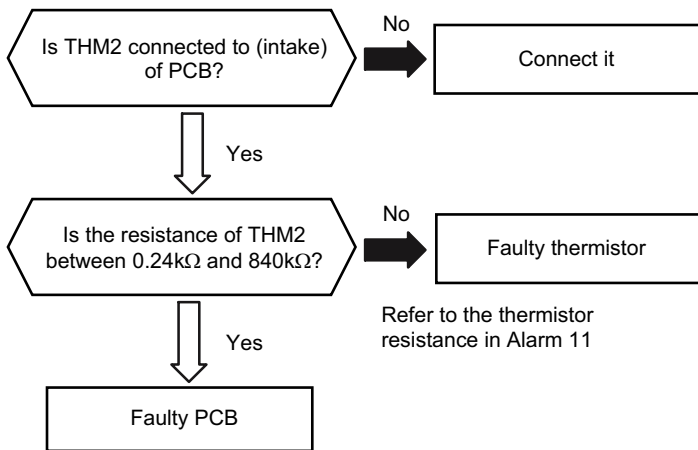 Is THM2 connected to (intake)
of PCB?
No
Connect it
Yes
Is the resistance of THM2
between 0.24kΩ and 840kΩ?
No
Faulty thermistor
Refer to the thermistor
resistance in Alarm 11
Yes
Faulty PCB